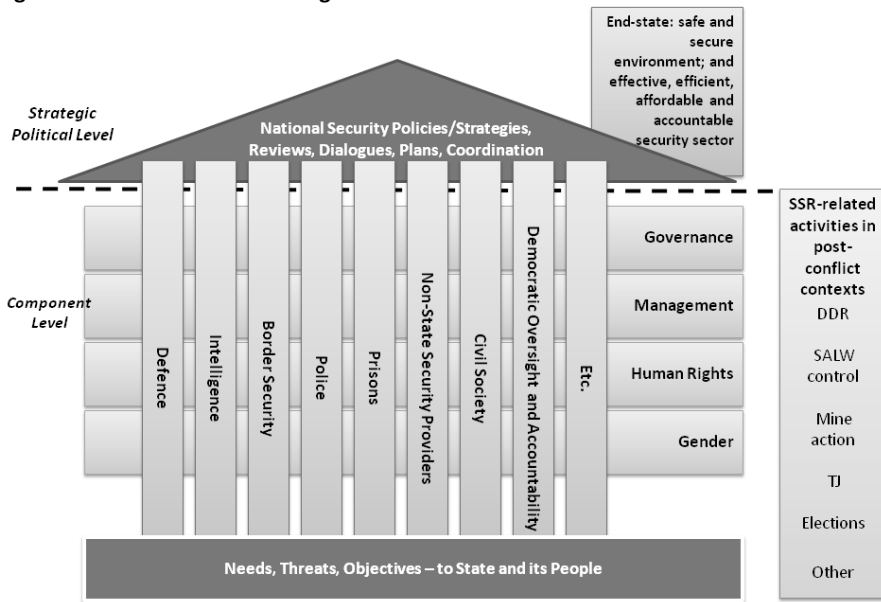 End-state: safe and
secure
environment; and
effective, efficient,
affordable and
accountable
security sector
Strategic
Political Level
National Security Policies/Strategies,
Reviews, Dialogues, Plans, Coordination
Component
Level
Defence
Intelligence
Border Security
Police
Prisons
Non-State Security Providers
Civil Society
Democratic Oversight and Accountability
Etc.
Governance
Management
Human Rights
Gender
Needs, Threats, Objectives – to State and its People
SSR-related
activities in
post-
conflict
contexts
DDR
SALW
control
Mine
action
TJ
Elections
Other